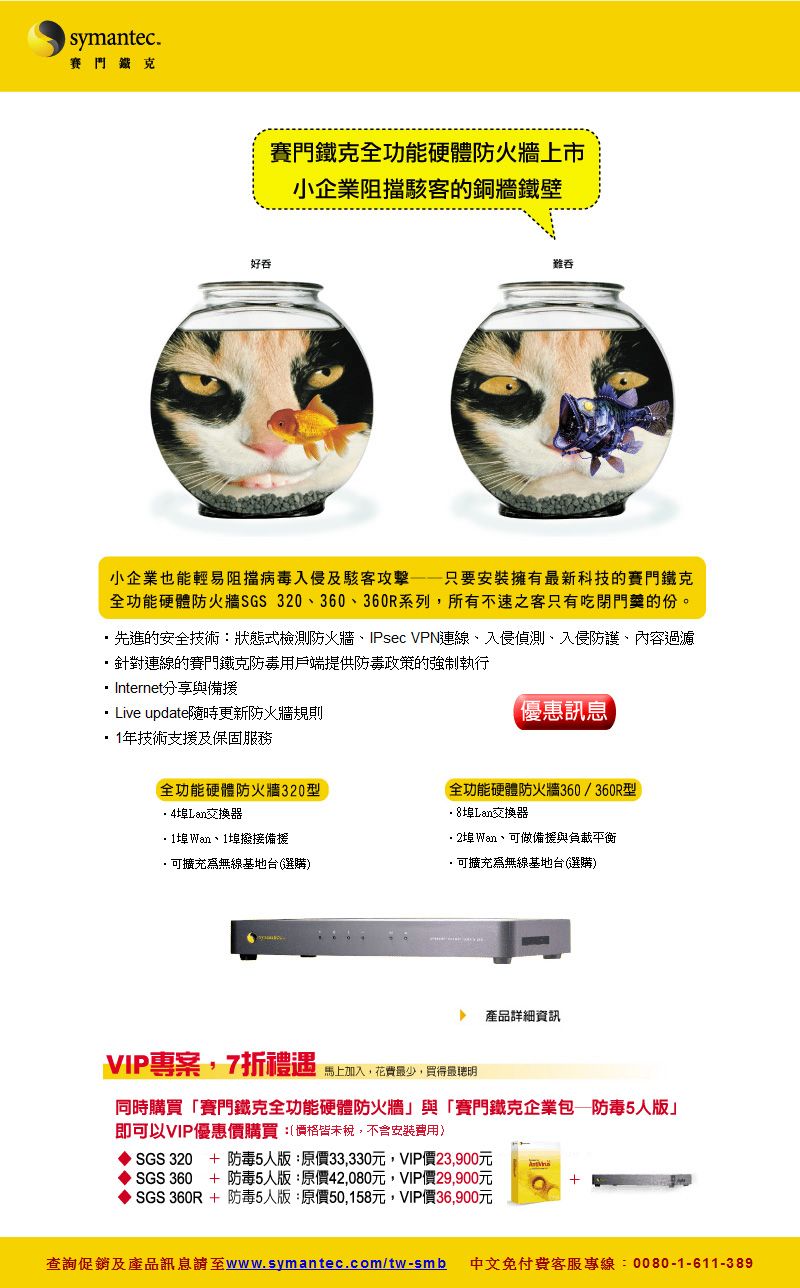 symantec.
賽門鐵克
賽門鐵克全功能硬體防火牆上市
小企業阻擋駭客的銅牆鐵壁
好吞
難吞
小企業也能輕易阻擋病毒入侵及駭客攻擊——只要安裝擁有最新科技的賽門鐵克
全功能硬體防火牆SGS 320、360、360R系列，所有不速之客只有吃閉門羹的份。
・先進的安全技術：狀態式檢測防火牆、IPsec VPN連線、入侵偵測、入侵防護、內容過濾
・針對連線的賽門鐵克防毒用戶端提供防毒政策的強制執行
・Internet分享與備援
・Live update隨時更新防火牆規則
・1年技術支援及保固服務
優惠訊息
全功能硬體防火牆320型
・4埠Lan交換器
・1埠Wan、1埠撥接備援
・可擴充為無線基地台(選購)
全功能硬體防火牆360 / 360R型
・8埠Lan交換器
・2埠Wan、可做備援與負載平衡
・可擴充為無線基地台(選購)
symantec.
產品詳細資訊
VIP專案，7折禮遇 馬上加入，花費最少，買得最聰明
同時購買「賽門鐵克全功能硬體防火牆」與「賽門鐵克企業包—防毒5人版」
即可以VIP優惠價購買：(價格皆未稅，不含安裝費用)
◆ SGS 320 + 防毒5人版：原價33,330元，VIP價23,900元
◆ SGS 360 + 防毒5人版：原價42,080元，VIP價29,900元
◆ SGS 360R + 防毒5人版：原價50,158元，VIP價36,900元
AntiVirus
+
查詢促銷及產品訊息請至www.symantec.com/tw-smb 中文免付費客服專線：0080-1-611-389